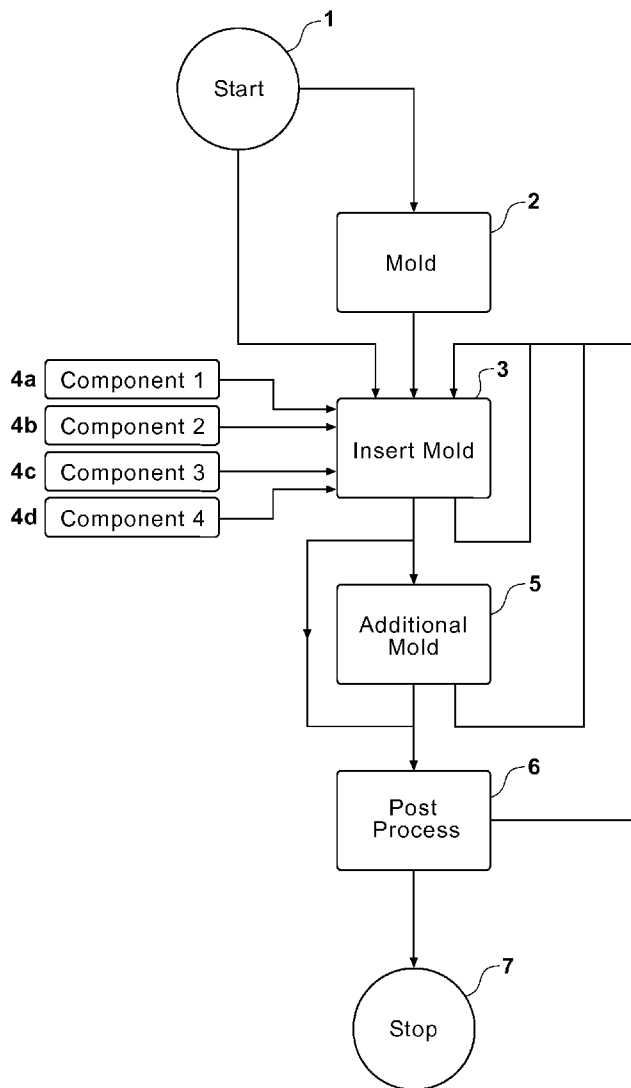 1
Start
2
Mold
3
4a Component 1
4b Component 2
4c Component 3
4d Component 4
Insert Mold
5
Additional
Mold
6
Post
Process
7
Stop